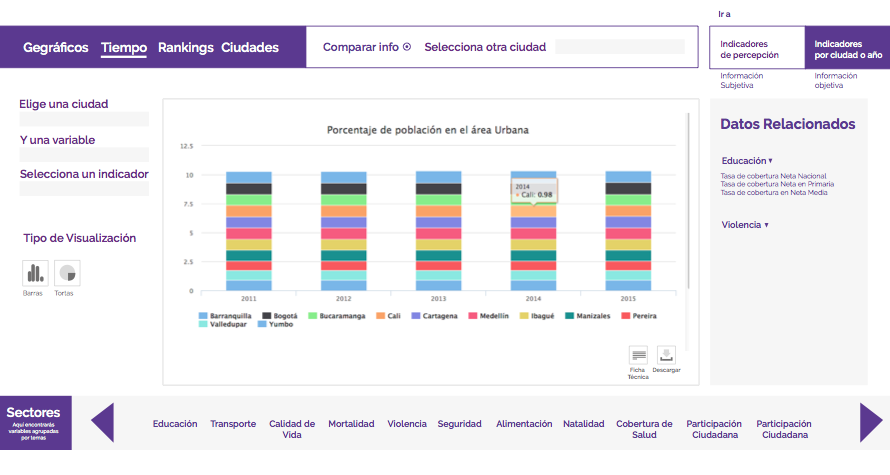 Ir a
Gegráficos Tiempo Rankings Ciudades
Comparar info Selecciona otra ciudad
Indicadores
de percepción
Indicadores
por ciudad o año
Información
Subjetiva
Información
objetiva
Elige una ciudad
Y una variable
Selecciona un indicador
Tipo de Visualización
Barras Tortas
Porcentaje de población en el área Urbana
12.5
10
7.5
5
2.5
0
2014
Cali: 0.98
2011 2012 2013 2014 2015
Barranquilla Bogotá Bucaramanga Cali Cartagena Medellín Ibagué Manizales Pereira
Valledupar Yumbo
Ficha
Técnica
Descargar
Datos Relacionados
Educación ▾
Tasa de cobertura Neta Nacional
Tasa de cobertura Neta en Primaria
Tasa de cobertura en Neta Media
Violencia ▾
Sectores
Aquí encontrarás
variables agrupadas
por temas
Educación
Transporte
Calidad de
Vida
Mortalidad
Violencia
Seguridad
Alimentación
Natalidad
Cobertura de
Salud
Participación
Ciudadana
Participación
Ciudadana